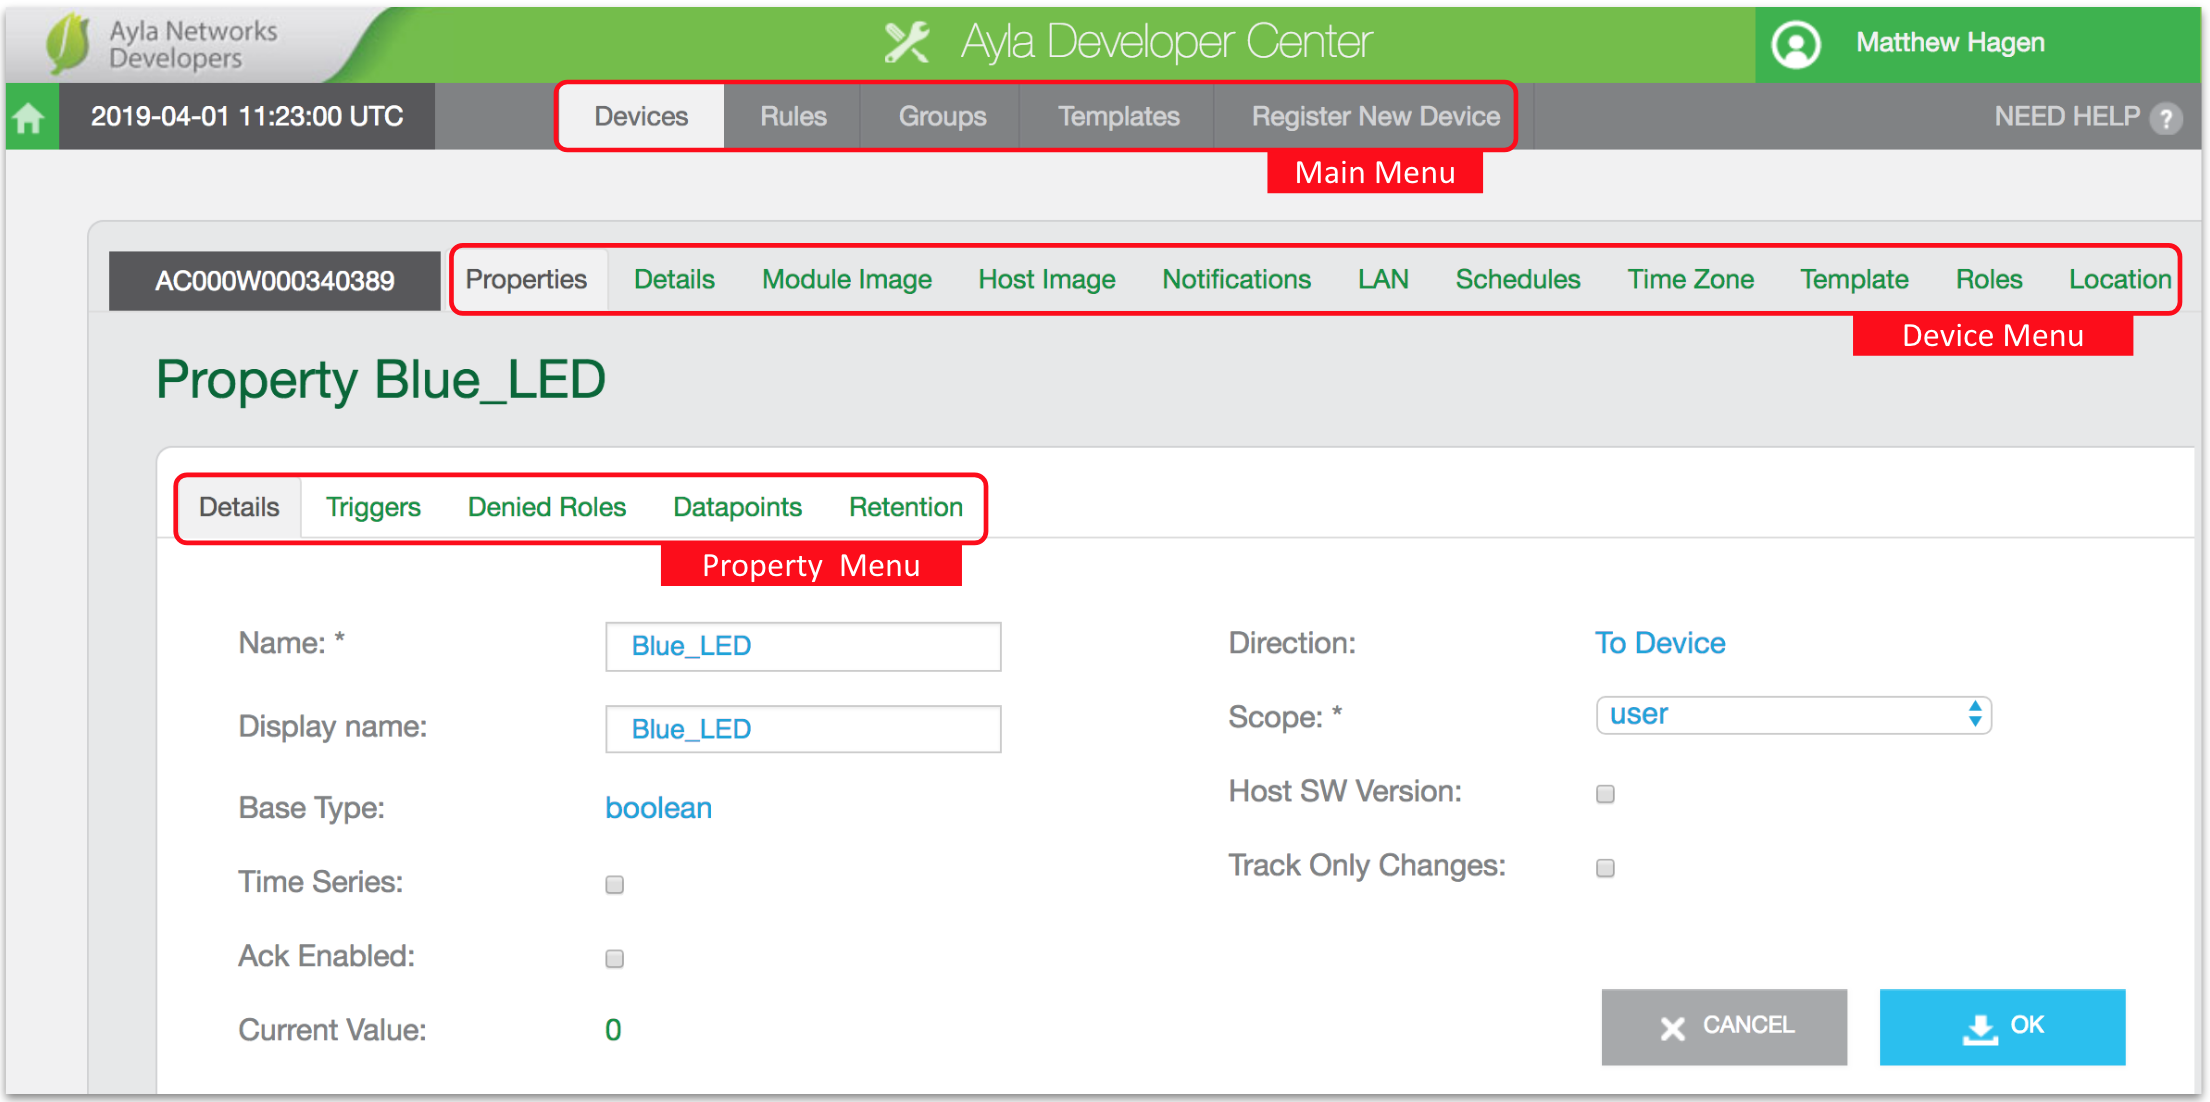 Ayla Networks
Developers
Ayla Developer Center
Matthew Hagen
2019-04-01 11:23:00 UTC
Devices Rules Groups Templates Register New Device
NEED HELP ?
Main Menu
AC000W000340389
Properties Details Module Image Host Image Notifications LAN Schedules Time Zone Template Roles Location
Device Menu
Property Blue_LED
Details Triggers Denied Roles Datapoints Retention
Property Menu
Name: * Blue_LED
Direction: To Device
Display name: Blue_LED
Scope: * user
Base Type: boolean
Host SW Version:
Time Series:
Track Only Changes:
Ack Enabled:
Current Value: 0
CANCEL
OK